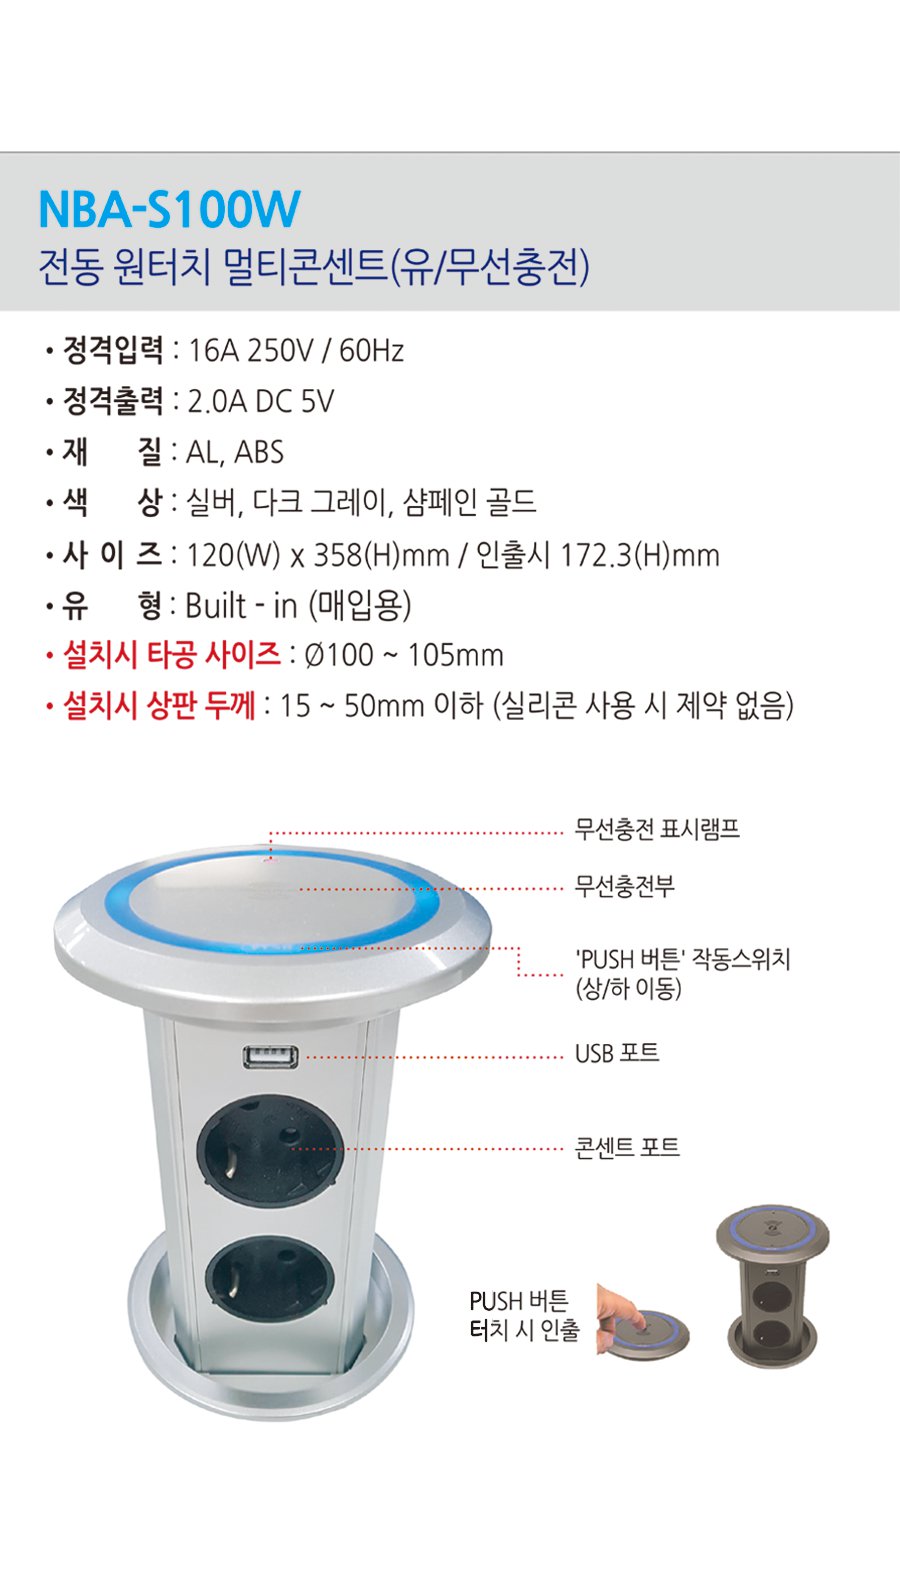 NBA-S100W
전동 원터치 멀티콘센트(유/무선충전)
• 정격입력 : 16A 250V / 60Hz
• 정격출력 : 2.0A DC 5V
• 재 질 : AL, ABS
• 색 상 : 실버, 다크 그레이, 샴페인 골드
• 사 이 즈 : 120(W) x 358(H)mm / 인출시 172.3(H)mm
• 유 형 : Built - in (매입용)
• 설치시 타공 사이즈 : Ø100 ~ 105mm
• 설치시 상판 두께 : 15 ~ 50mm 이하 (실리콘 사용 시 제약 없음)
무선충전 표시램프
무선충전부
'PUSH 버튼' 작동스위치
(상/하 이동)
USB 포트
콘센트 포트
PUSH 버튼
터치 시 인출